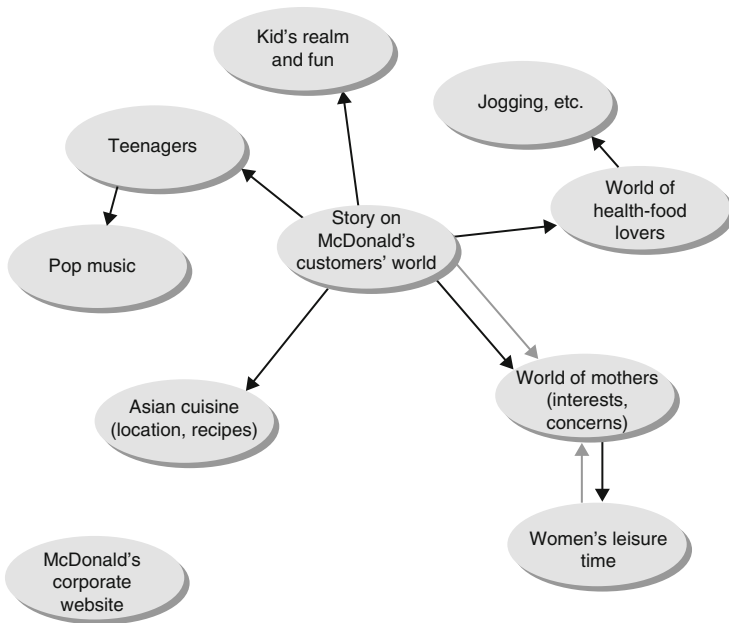 Kid's realm
and fun
Jogging, etc.
Teenagers
World of
health-food
lovers
Story on
McDonald's
customers' world
Pop music
World of mothers
(interests,
concerns)
Asian cuisine
(location, recipes)
Women's leisure
time
McDonald's
corporate
website